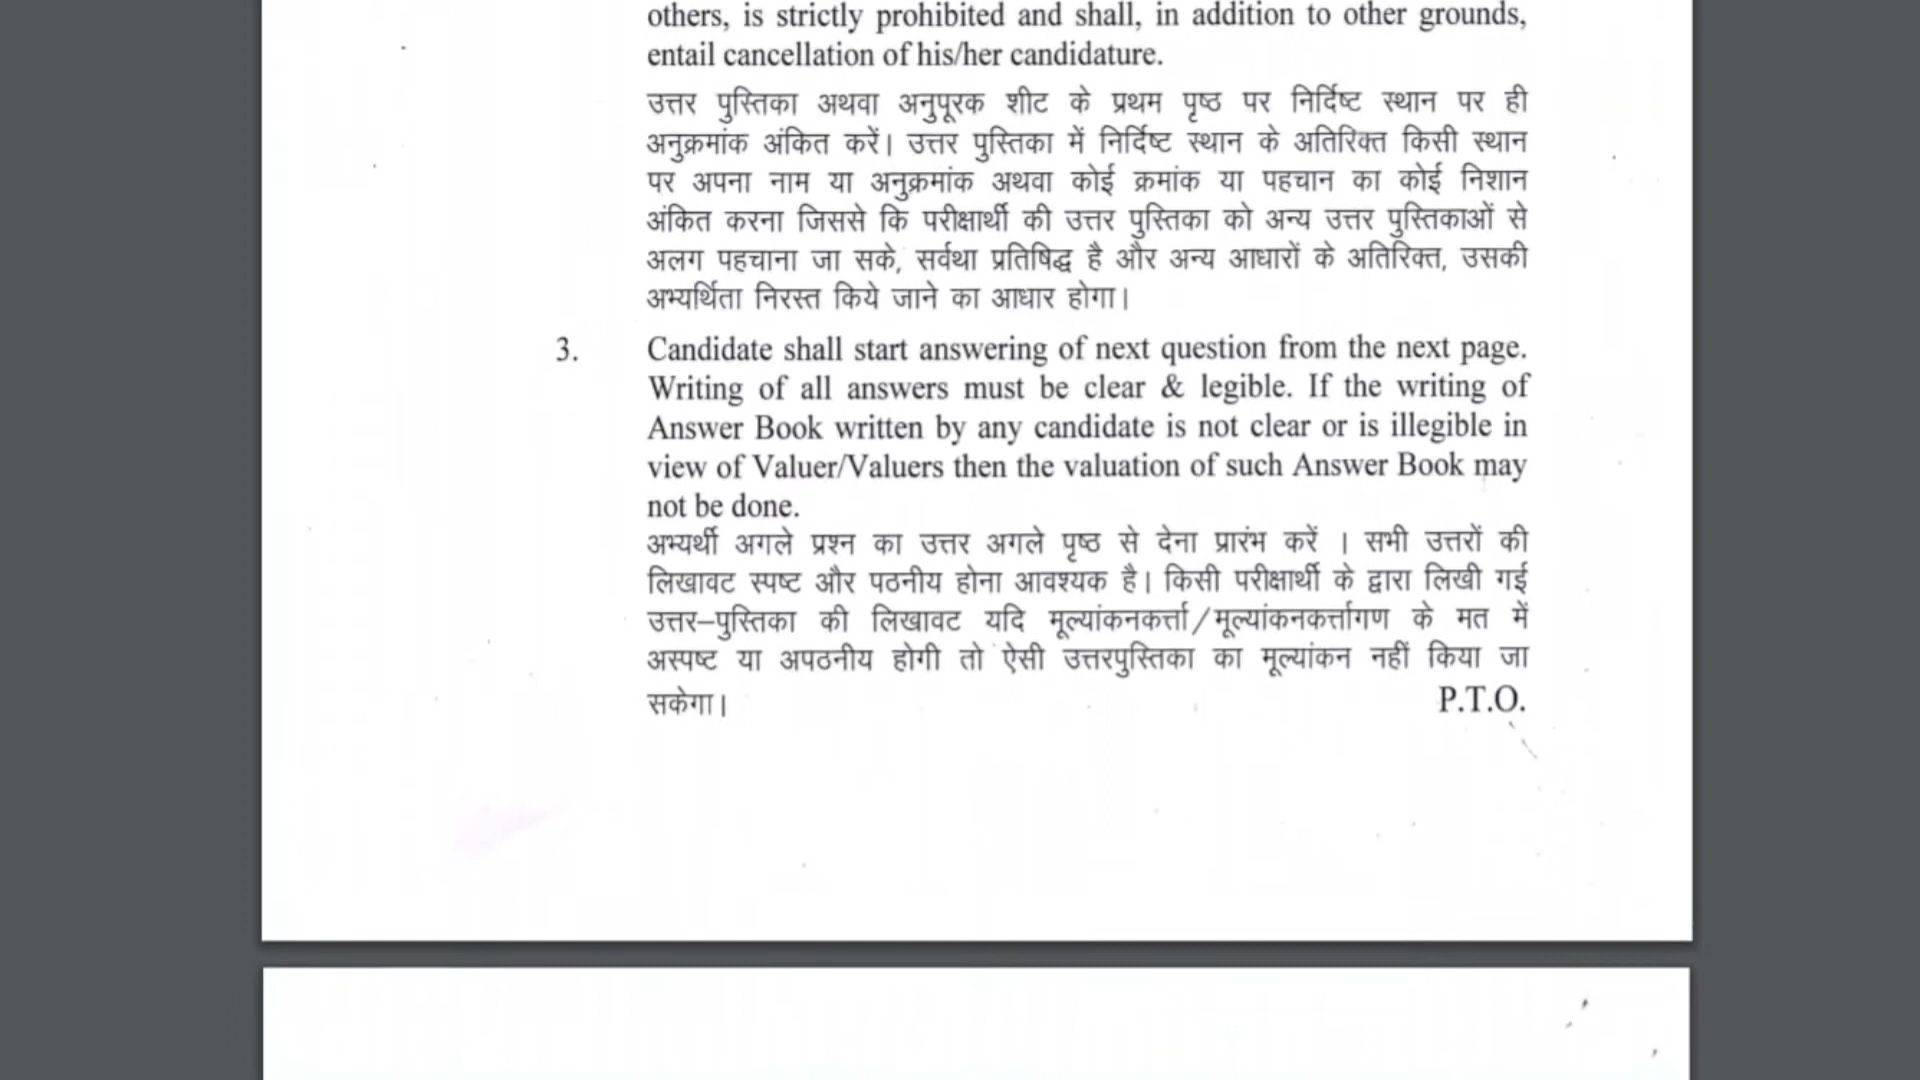 others, is strictly prohibited and shall, in addition to other grounds,
entail cancellation of his/her candidature.
उत्तर पुस्तिका अथवा अनुपूरक शीट के प्रथम पृष्ठ पर निर्दिष्ट स्थान पर ही
अनुक्रमांक अंकित करें। उत्तर पुस्तिका में निर्दिष्ट स्थान के अतिरिक्त किसी स्थान
पर अपना नाम या अनुक्रमांक अथवा कोई क्रमांक या पहचान का कोई निशान
अंकित करना जिससे कि परीक्षार्थी की उत्तर पुस्तिका को अन्य उत्तर पुस्तिकाओं से
अलग पहचाना जा सके, सर्वथा प्रतिषिद्ध है और अन्य आधारों के अतिरिक्त, उसकी
अभ्यर्थिता निरस्त किये जाने का आधार होगा।
3. Candidate shall start answering of next question from the next page.
Writing of all answers must be clear & legible. If the writing of
Answer Book written by any candidate is not clear or is illegible in
view of Valuer/Valuers then the valuation of such Answer Book may
not be done.
अभ्यर्थी अगले प्रश्न का उत्तर अगले पृष्ठ से देना प्रारंभ करें । सभी उत्तरों की
लिखावट स्पष्ट और पठनीय होना आवश्यक है। किसी परीक्षार्थी के द्वारा लिखी गई
उत्तर–पुस्तिका की लिखावट यदि मूल्यांकनकर्त्ता/मूल्यांकनकर्त्तागण के मत में
अस्पष्ट या अपठनीय होगी तो ऐसी उत्तरपुस्तिका का मूल्यांकन नहीं किया जा
सकेगा। P.T.O.